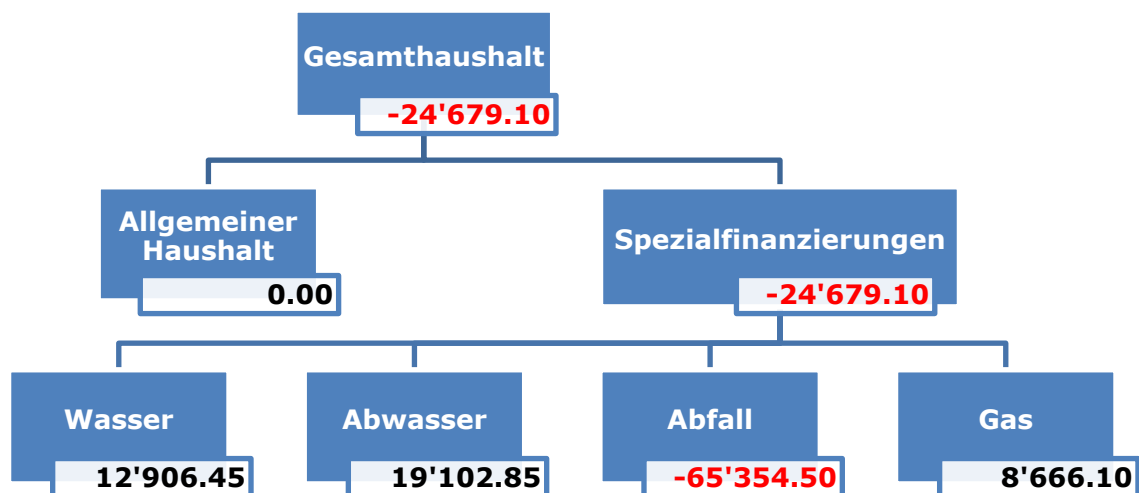 Gesamthaushalt
-24'679.10
Allgemeiner
Haushalt
0.00
Spezialfinanzierungen
-24'679.10
Wasser
12'906.45
Abwasser
19'102.85
Abfall
-65'354.50
Gas
8'666.10